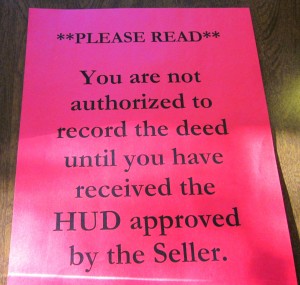 **PLEASE READ**
You are not
authorized to
record the deed
until you have
received the
HUD approved
by the Seller.